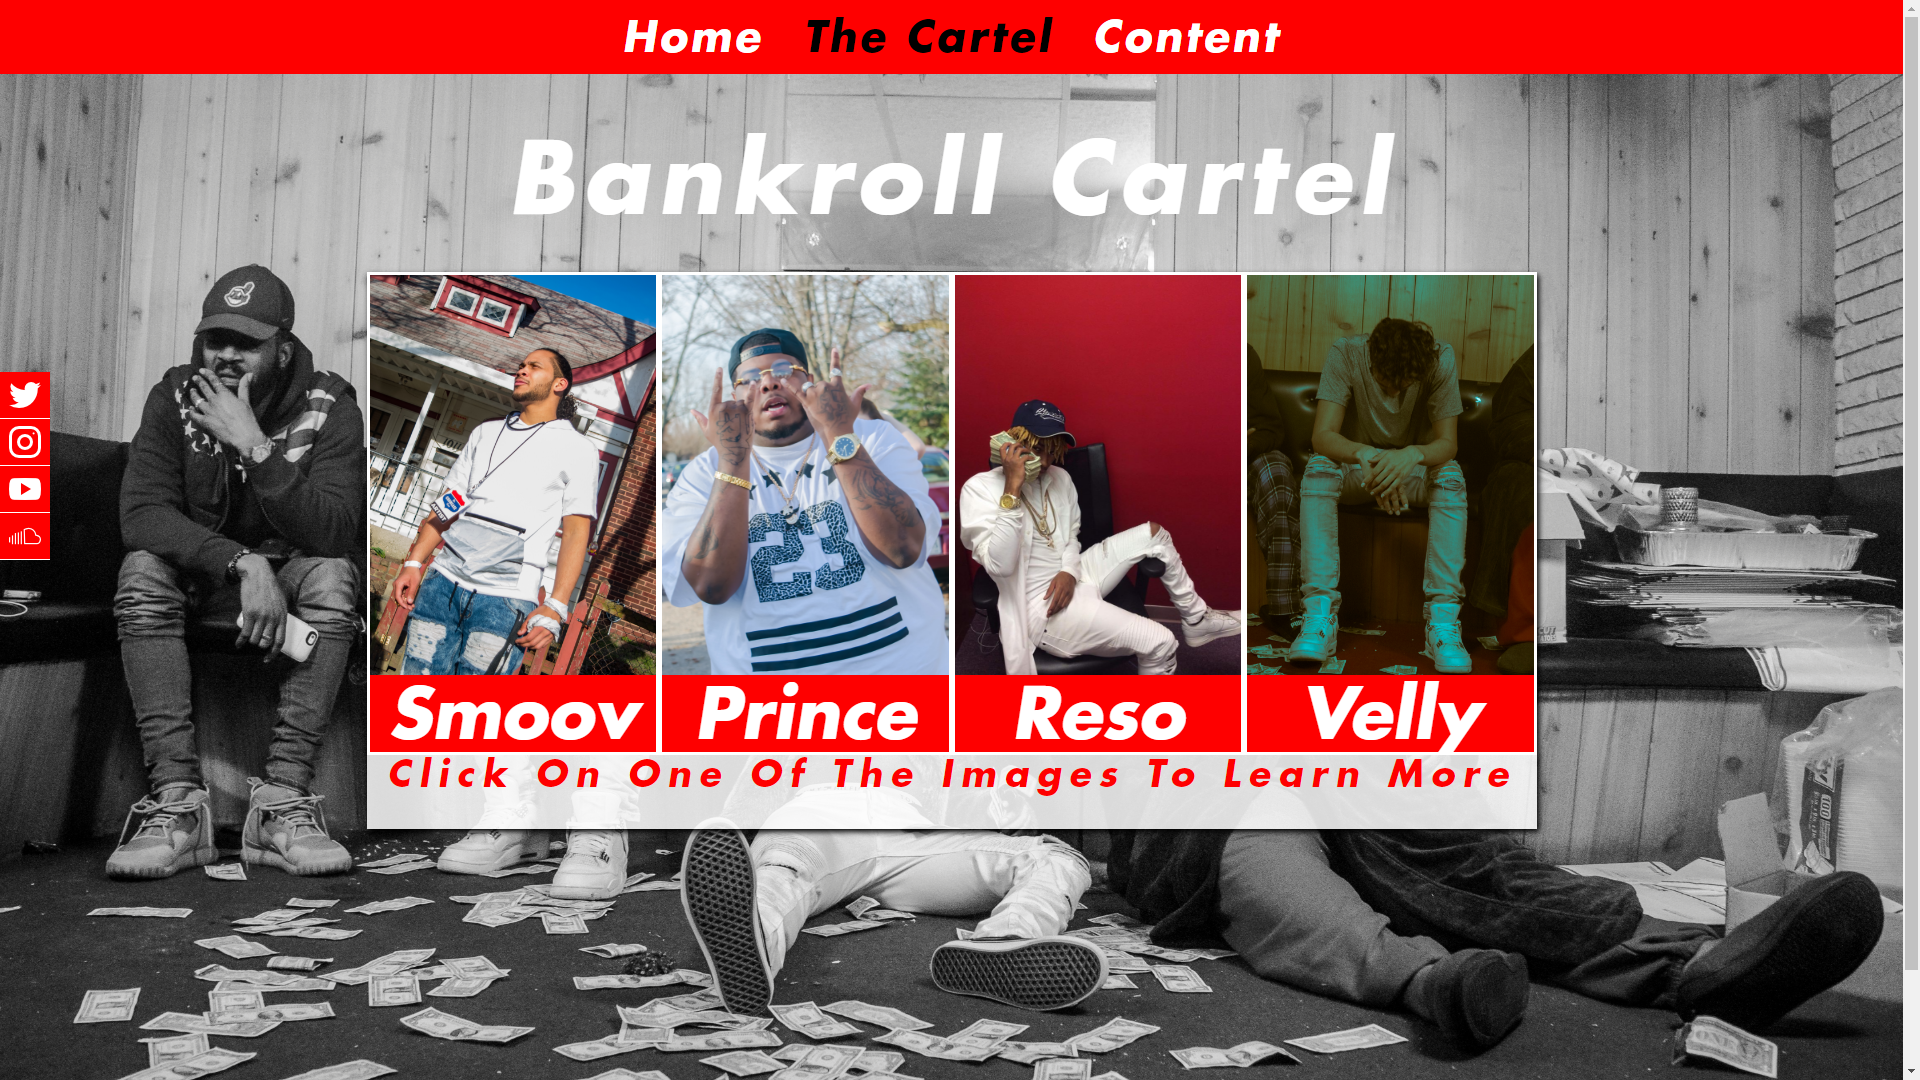 Home The Cartel Content
Bankroll Cartel
23
Smoov Prince Reso Velly
Click On One Of The Images To Learn More